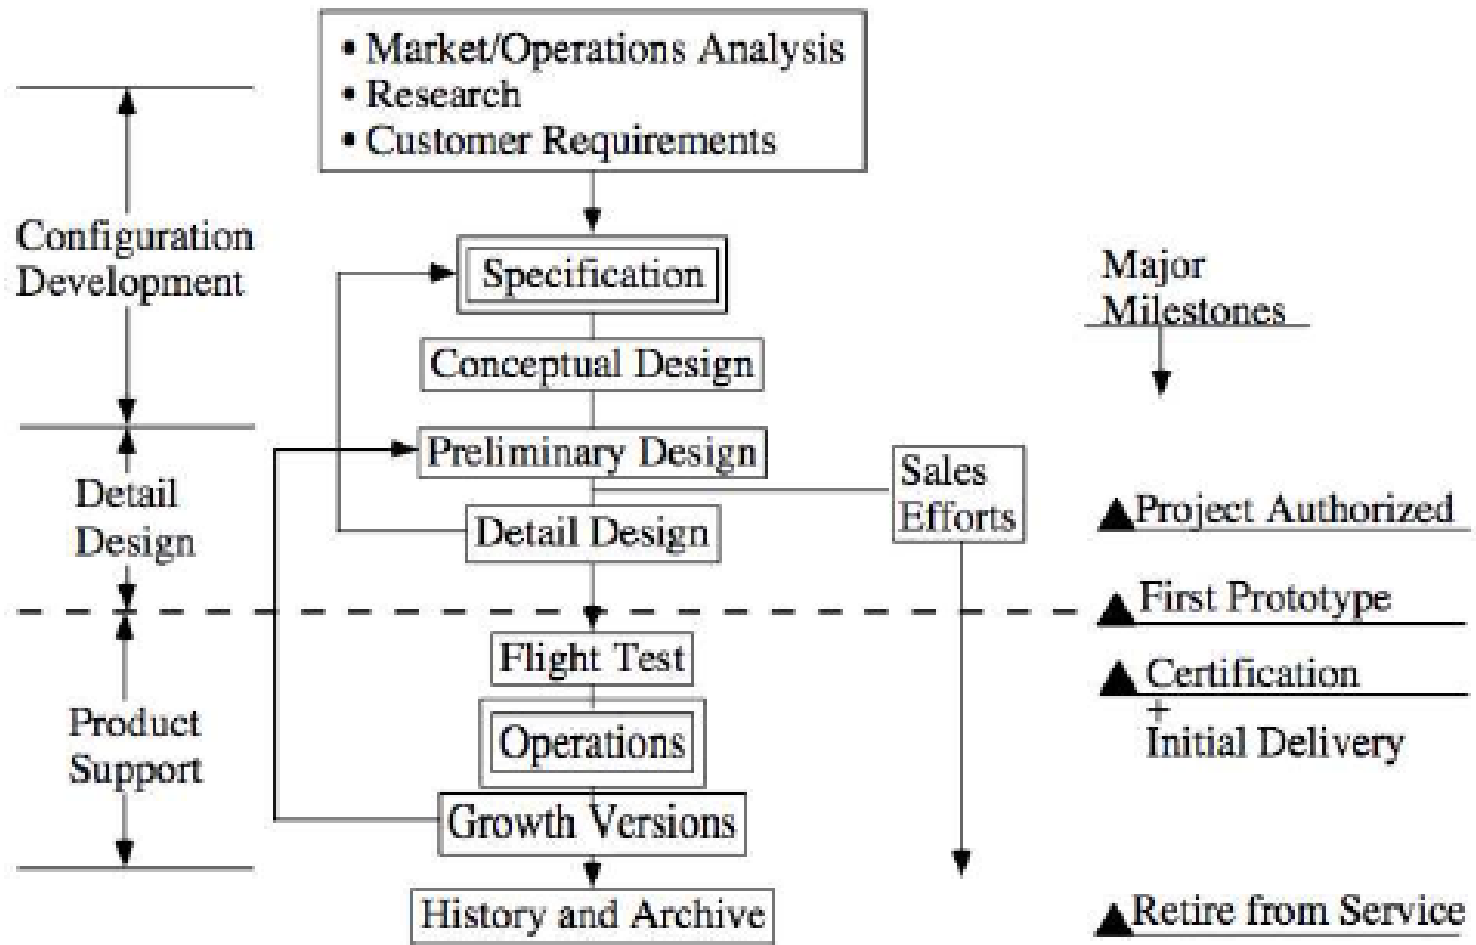 • Market/Operations Analysis
• Research
• Customer Requirements
Configuration
Development
Specification
Major
Milestones
Conceptual Design
Preliminary Design
Sales
Efforts
Detail
Design
Project Authorized
Detail Design
First Prototype
Flight Test
Certification
+
Initial Delivery
Product
Support
Operations
Growth Versions
History and Archive
Retire from Service